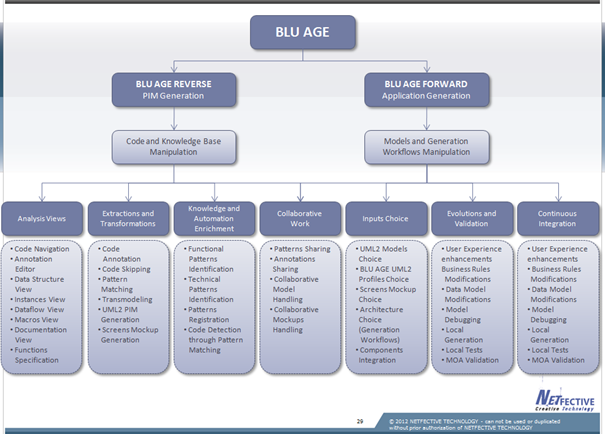 BLU AGE
BLU AGE REVERSE
PIM Generation
BLU AGE FORWARD
Application Generation
Code and Knowledge Base
Manipulation
Models and Generation
Workflows Manipulation
Analysis Views
Extractions and
Transformations
Knowledge and
Automation
Enrichment
Collaborative
Work
Inputs Choice
Evolutions and
Validation
Continuous
Integration
• Code Navigation
• Annotation
Editor
• Data Structure
View
• Instances View
• Dataflow View
• Macros View
• Documentation
View
• Functions
Specification
• Code
Annotation
• Code Skipping
• Pattern
Matching
• Transmodeling
• UML2 PIM
Generation
• Screens Mockup
Generation
• Functional
Patterns
Identification
• Technical
Patterns
Identification
• Patterns
Registration
• Code Detection
through Pattern
Matching
• Patterns Sharing
• Annotations
Sharing
• Collaborative
Model
Handling
• Collaborative
Mockups
Handling
• UML2 Models
Choice
• BLU AGE UML2
Profiles Choice
• Screens Mockup
Choice
• Architecture
Choice
(Generation
Workflows)
• Components
Integration
• User Experience
enhancements
Business Rules
Modifications
• Data Model
Modifications
• Model
Debugging
• Local
Generation
• Local Tests
• MOA Validation
• User Experience
enhancements
• Business Rules
Modifications
• Data Model
Modifications
• Model
Debugging
• Local
Generation
• Local Tests
• MOA Validation
NETFECTIVE
Creative Technology
29
© 2012 NETFECTIVE TECHNOLOGY - can not be used or duplicated
without prior authorization of NETFECTIVE TECHNOLOGY